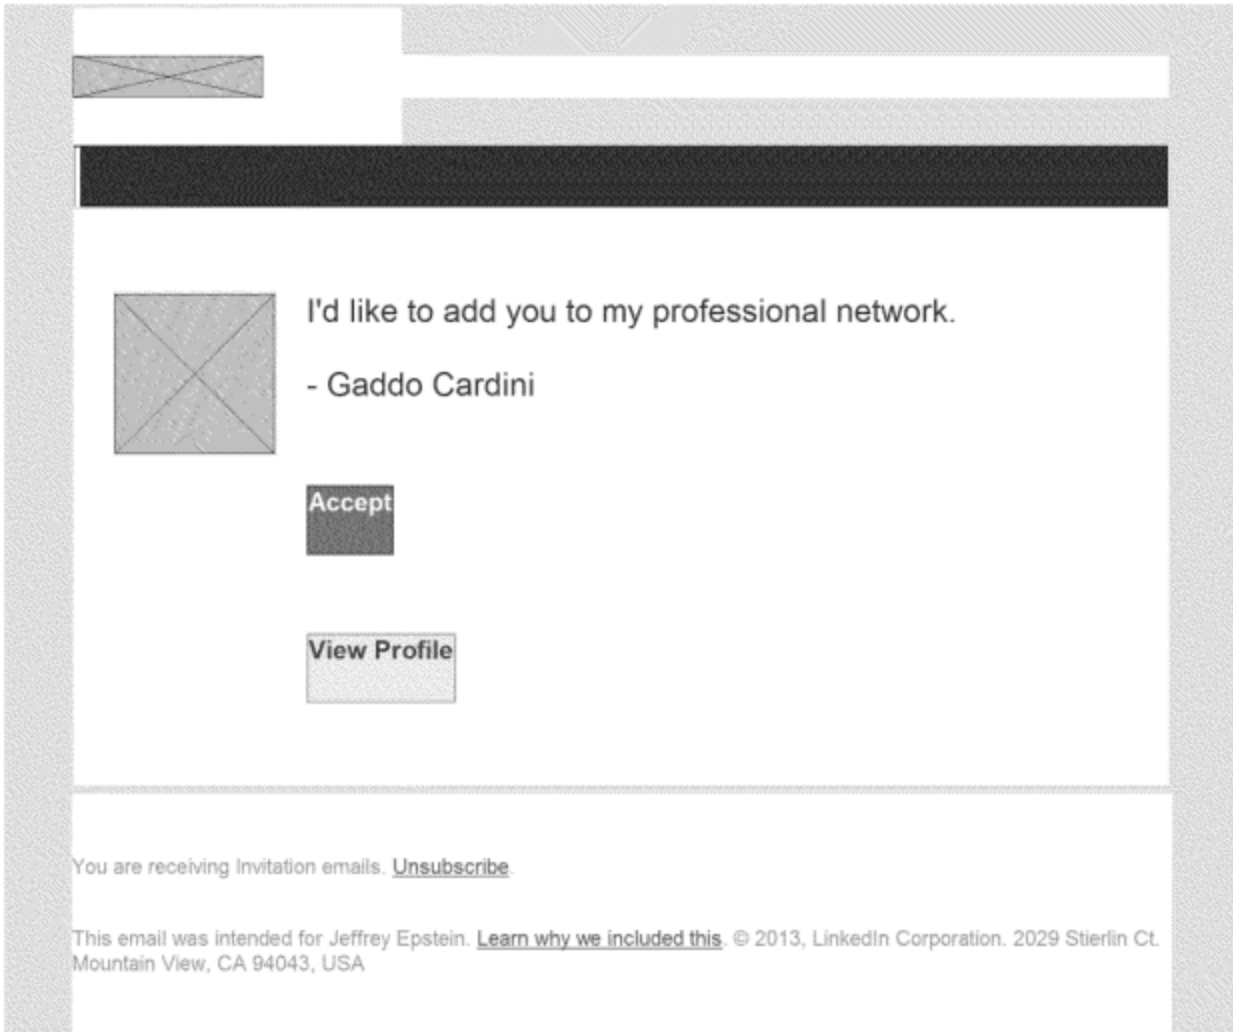 I'd like to add you to my professional network.
- Gaddo Cardini
Accept
View Profile
You are receiving Invitation emails. Unsubscribe.
This email was intended for Jeffrey Epstein. Learn why we included this. © 2013, LinkedIn Corporation. 2029 Stierlin Ct.
Mountain View, CA 94043, USA